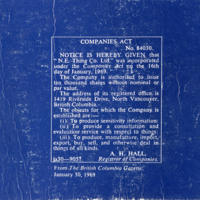 COMPANIES ACT
No. 84030.
NOTICE IS HEREBY GIVEN that
"N.E. Thing Co. Ltd." was incorporated
under the Companies Act on the 16th
day of January, 1969.
The Company is authorized to issue
ten thousand shares without nominal or
par value.
The address of its registered office is
1419 Riverside Drive, North Vancouver,
British Columbia.
The objects for which the Company is
established are—
(i) To produce sensitivity information:
(ii) To provide a consultation and
evaluation service with respect to things:
(iii) To produce, manufacture, import,
export, buy, sell, and otherwise deal in
things of all kinds.
A. H. HALL,
ja30—9057 Registrar of Companies.
From The British Columbia Gazette,
January 30, 1969